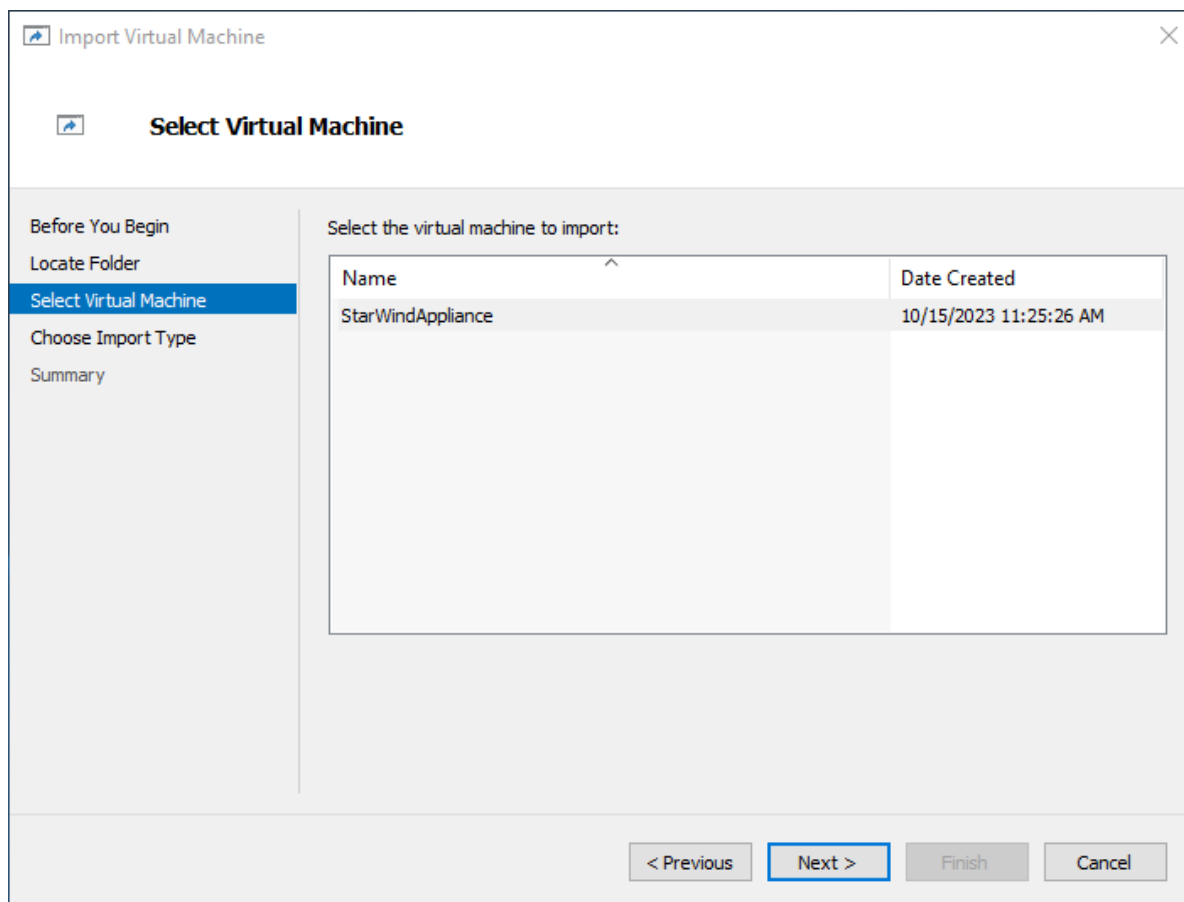 Import Virtual Machine
Select Virtual Machine
Before You Begin
Locate Folder
Select Virtual Machine
Choose Import Type
Summary
Select the virtual machine to import:
Name Date Created
StarWindAppliance 10/15/2023 11:25:26 AM
< Previous Next > Finish Cancel